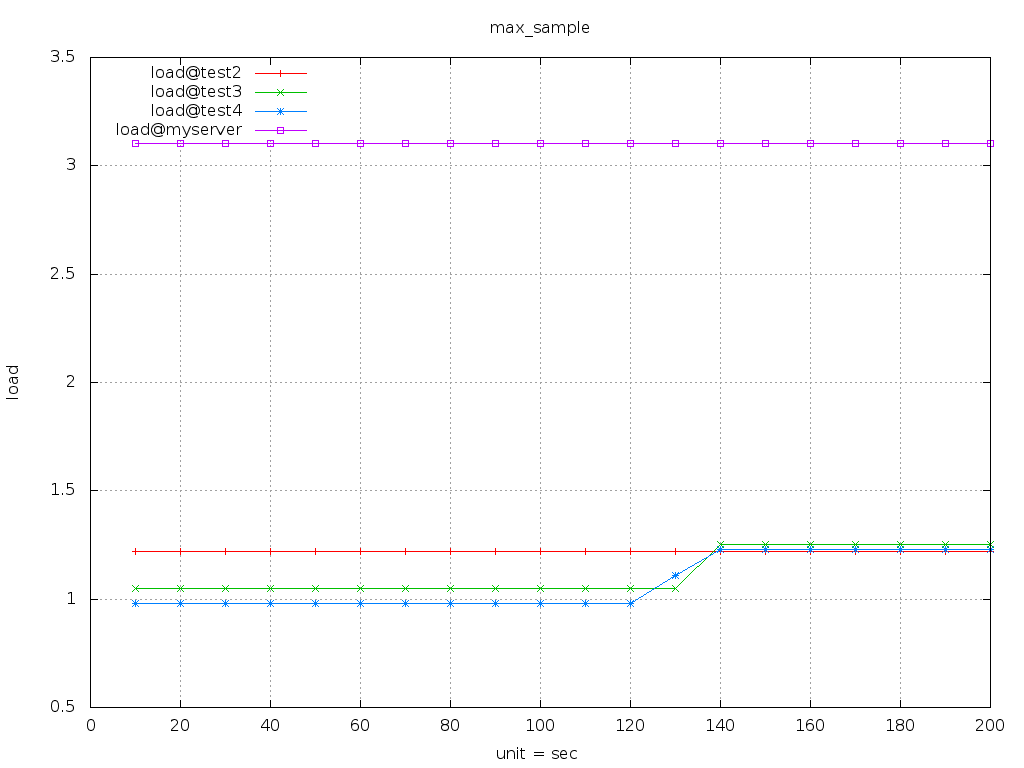 max_sample
3.5
load@test2
load@test3
load@test4
load@myserver
3
2.5
2
load
1.5
1
0.5
0 20 40 60 80 100 120 140 160 180 200
unit = sec